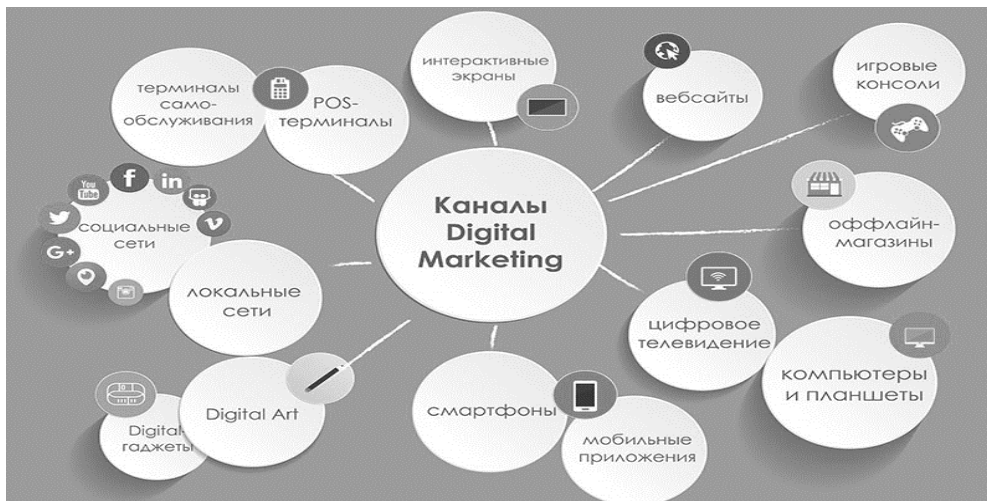 терминалы
само-
обслуживания
POS-
терминалы
интерактивные
экраны
вебсайты
игровые
консоли
You
Tube
f
in
G+
социальные
сети
локальные
сети
Каналы
Digital
Marketing
оффлайн-
магазины
цифровое
телевидение
компьютеры
и планшеты
Digital-
гаджеты
Digital Art
смартфоны
мобильные
приложения